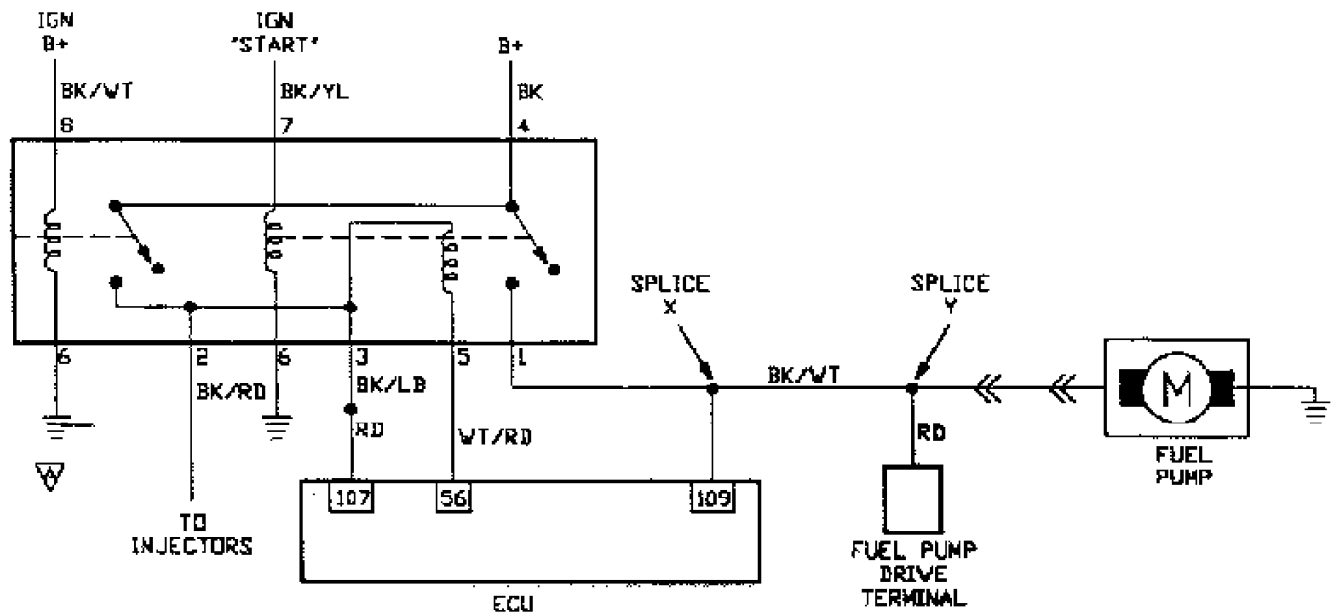 IGN
B+
IGN
"START"
B+
BK/WT
BK/YL
BK
8
7
4
6
2
6
3
5
1
BK/RD
BK/LB
RD
WT/RD
SPLICE
X
SPLICE
Y
BK/WT
RD
M
FUEL
PUMP
W
TO
INJECTORS
107
56
109
ECU
FUEL PUMP
DRIVE
TERMINAL